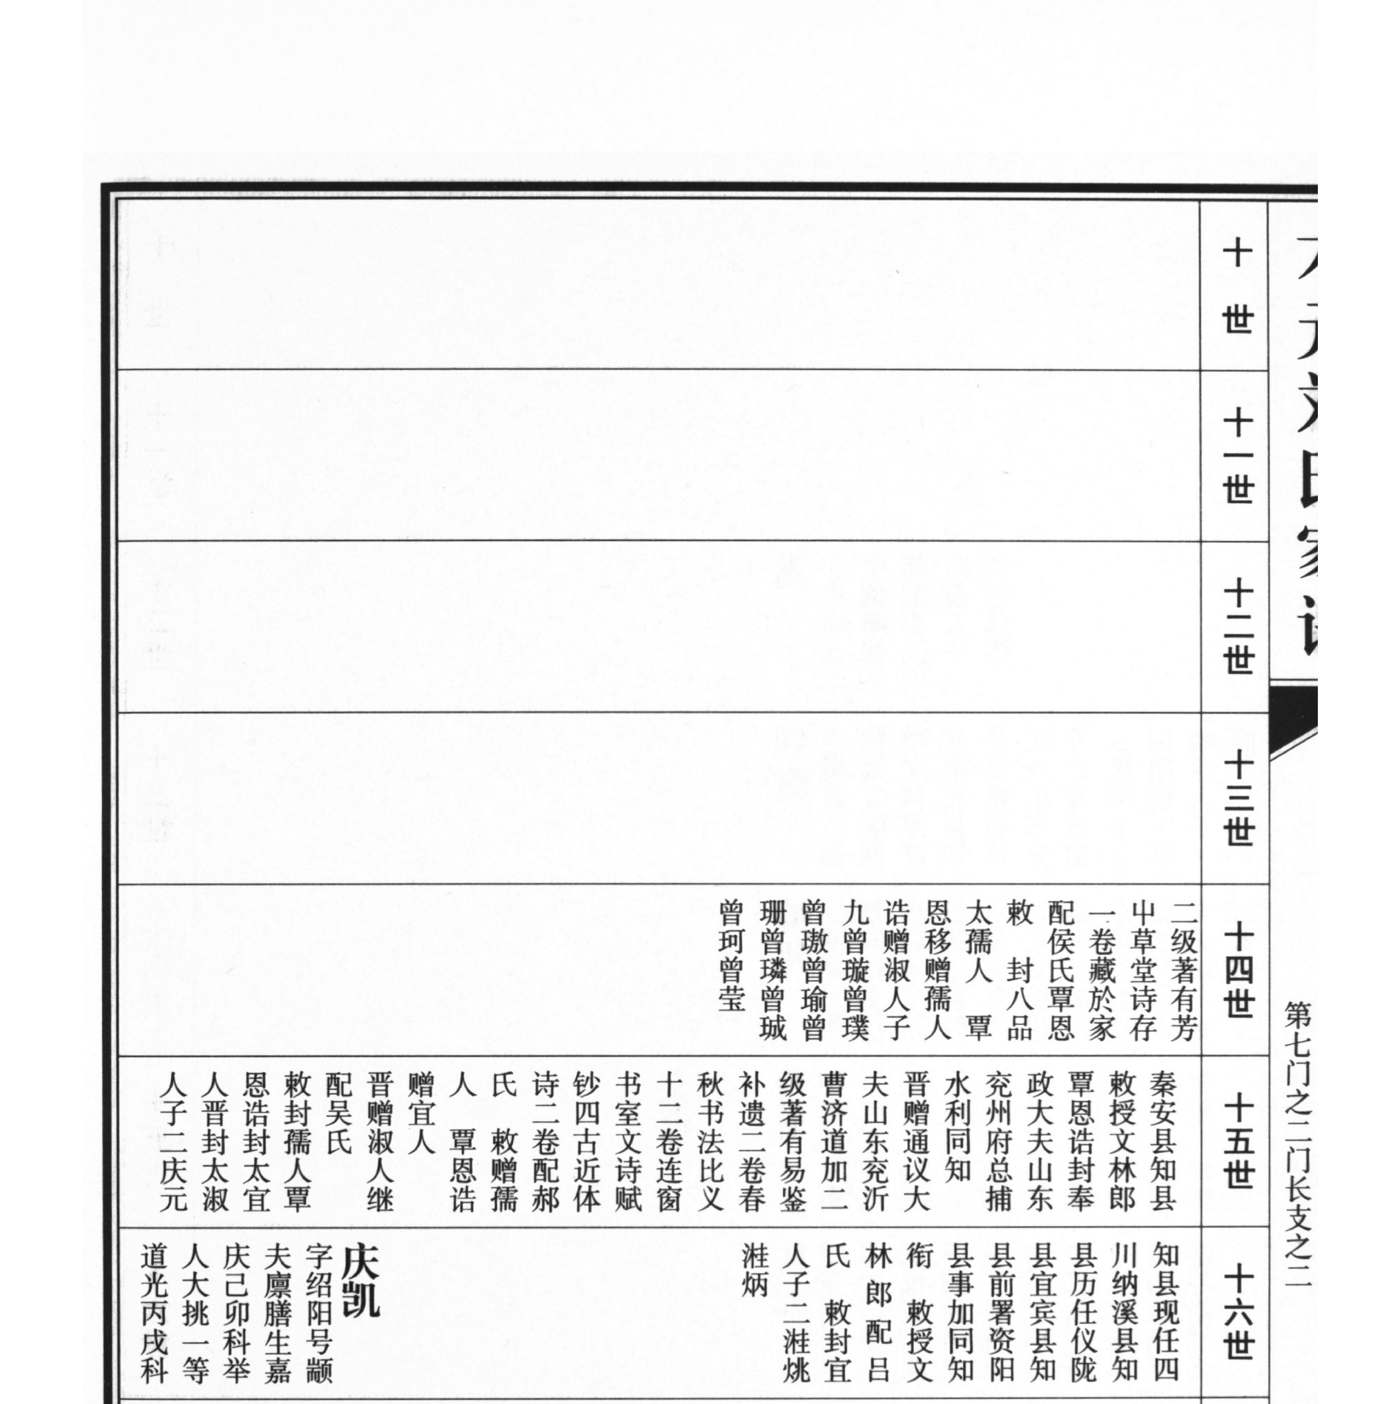 氏家
第七门之二门长支之二
十世
十一世
十二世
十三世
十四世
二级著有芳
中草堂诗存
一卷藏於家
配侯氏覃恩
敕 封八品
太孺人 覃
恩移赠孺人
诰赠淑人子
九曾璇曾璞
曾璈曾瑜曾
珊曾璘曾珹
曾珂曾莹
十五世
秦安县知县
敕授文林郎
覃恩诰封奉
政大夫山东
兖州府总捕
水利同知
晋赠通议大
夫山东兖沂
曹济道加二
级著有易鉴
补遗二卷春
秋书法比义
十二卷连窗
书室文诗赋
钞四古近体
诗二卷配郝
氏 敕赠孺
人 覃恩诰
赠宜人
晋赠淑人继
配吴氏
敕封孺人覃
恩诰封太宜
人晋封太淑
人子二庆元
十六世
知县现任四
川纳溪县知
县历任仪陇
县宜宾县知
县前署资阳
县事加同知
衔 敕授文
林郎配吕
氏 敕封宜
人子二溎烑
溎炳
庆凯
字绍阳号颛
夫廪膳生嘉
庆己卯科举
人大挑一等
道光丙戌科